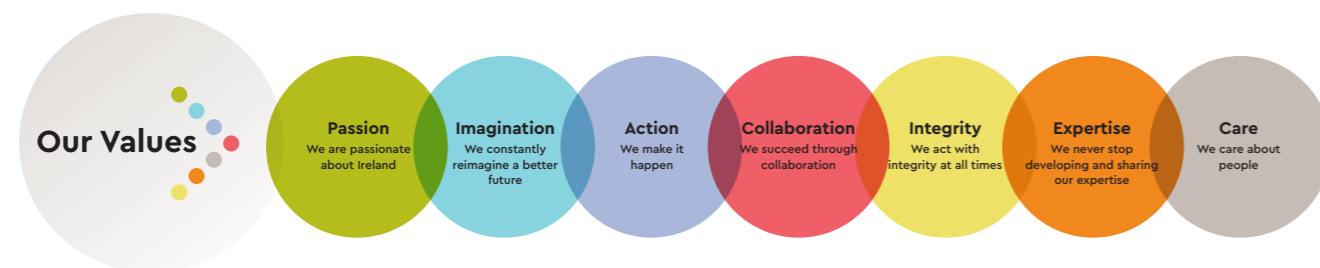 Our Values
Passion
We are passionate
about Ireland
Imagination
We constantly
reimagine a better
future
Action
We make it
happen
Collaboration
We succeed through
collaboration
Integrity
We act with
integrity at all times
Expertise
We never stop
developing and sharing
our expertise
Care
We care about
people